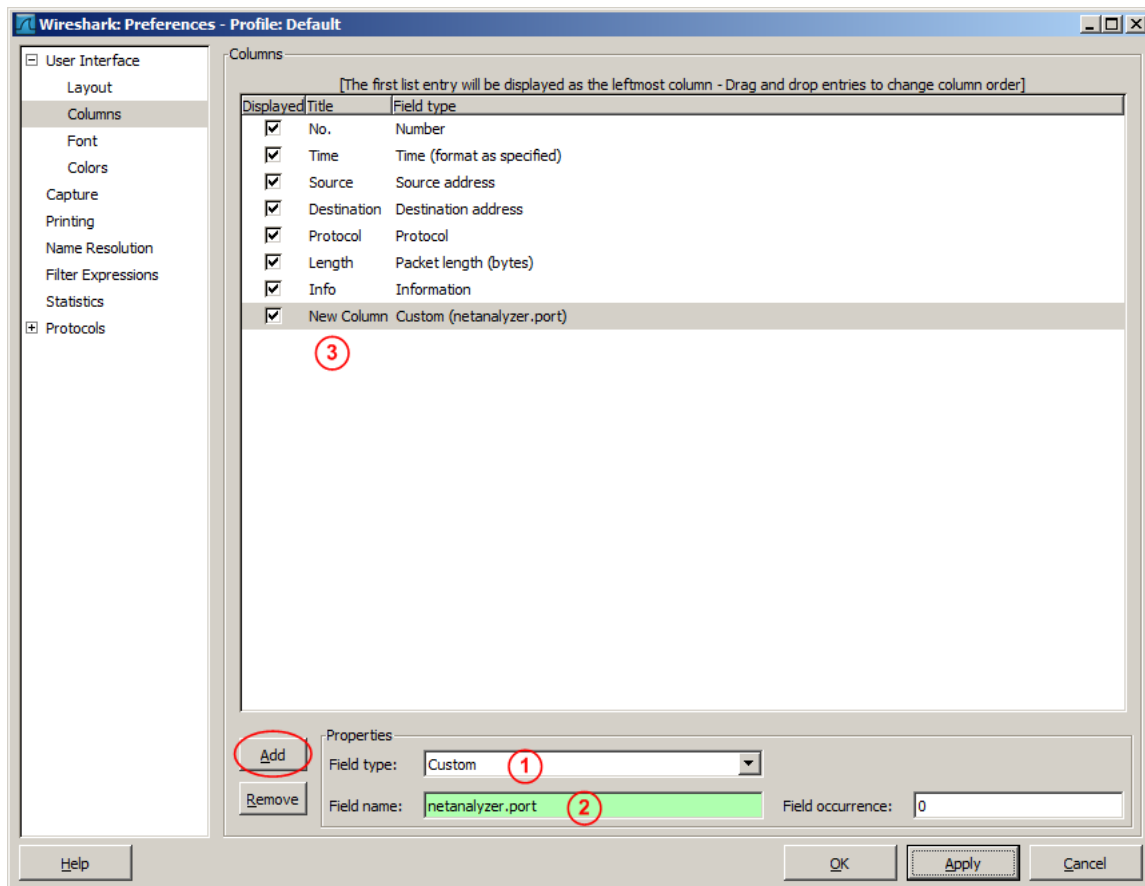 Wireshark: Preferences - Profile: Default
User Interface
Layout
Columns
Font
Colors
Capture
Printing
Name Resolution
Filter Expressions
Statistics
Protocols
Columns
[The first list entry will be displayed as the leftmost column - Drag and drop entries to change column order]
Displayed Title Field type
No. Number
Time Time (format as specified)
Source Source address
Destination Destination address
Protocol Protocol
Length Packet length (bytes)
Info Information
New Column Custom (netanalyzer.port)
3
Add
Remove
Properties
Field type: Custom 1
Field name: netanalyzer.port 2 Field occurrence: 0
Help OK Apply Cancel